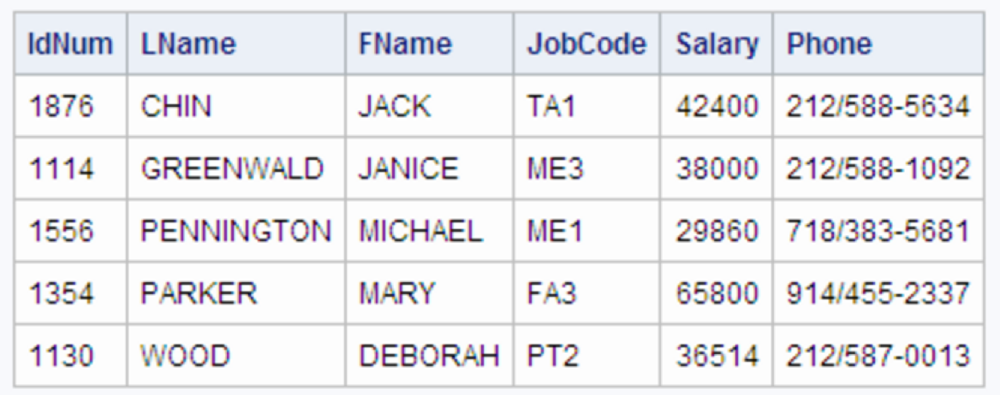 IdNum LName FName JobCode Salary Phone
1876 CHIN JACK TA1 42400 212/588-5634
1114 GREENWALD JANICE ME3 38000 212/588-1092
1556 PENNINGTON MICHAEL ME1 29860 718/383-5681
1354 PARKER MARY FA3 65800 914/455-2337
1130 WOOD DEBORAH PT2 36514 212/587-0013